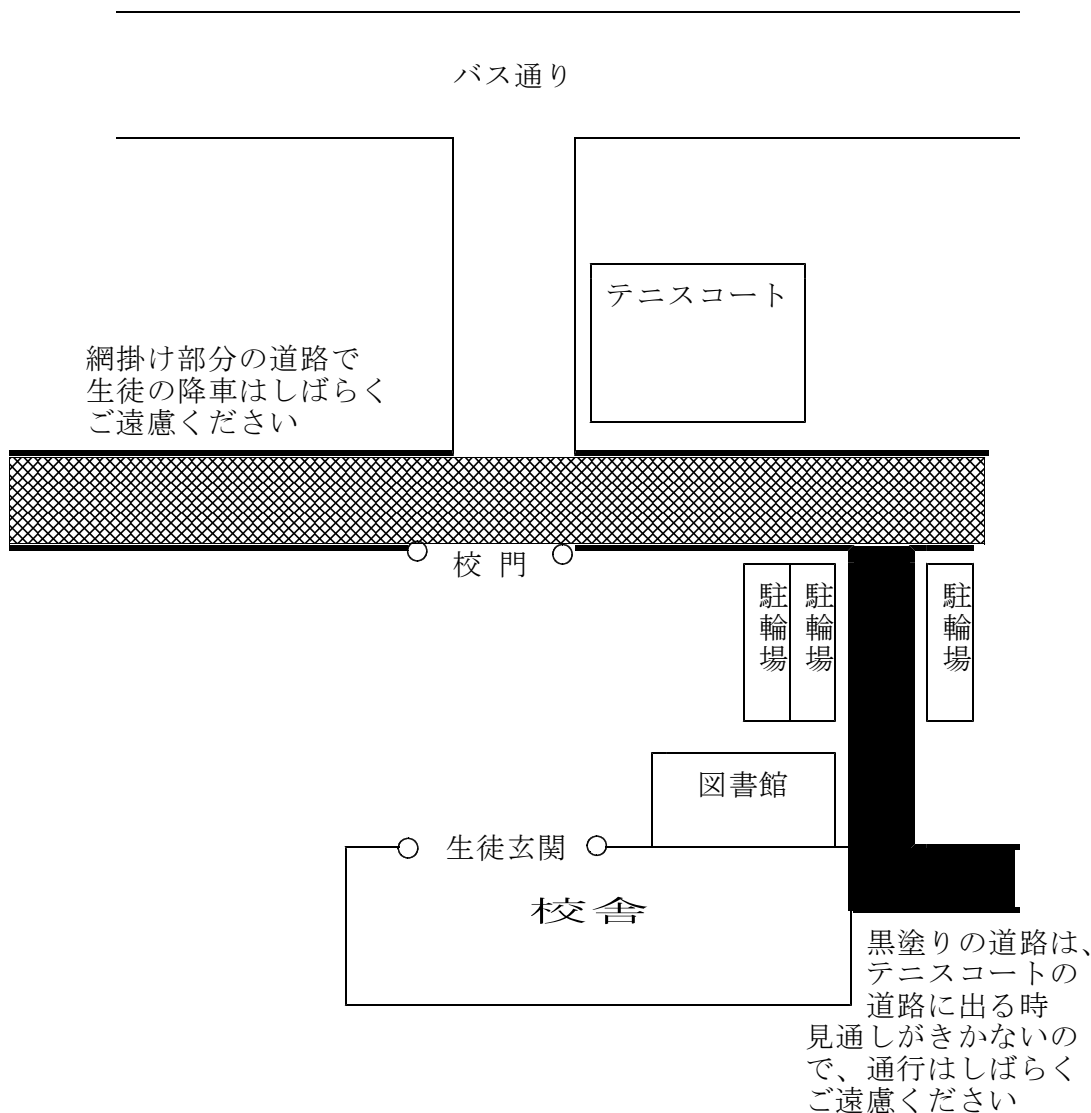 バス通り
テニスコート
網掛け部分の道路で
生徒の降車はしばらく
ご遠慮ください
校 門
駐輪場
駐輪場
駐輪場
図書館
生徒玄関
校舎
黒塗りの道路は、
テニスコートの
道路に出る時
見通しがきかないの
で、通行はしばらく
ご遠慮ください